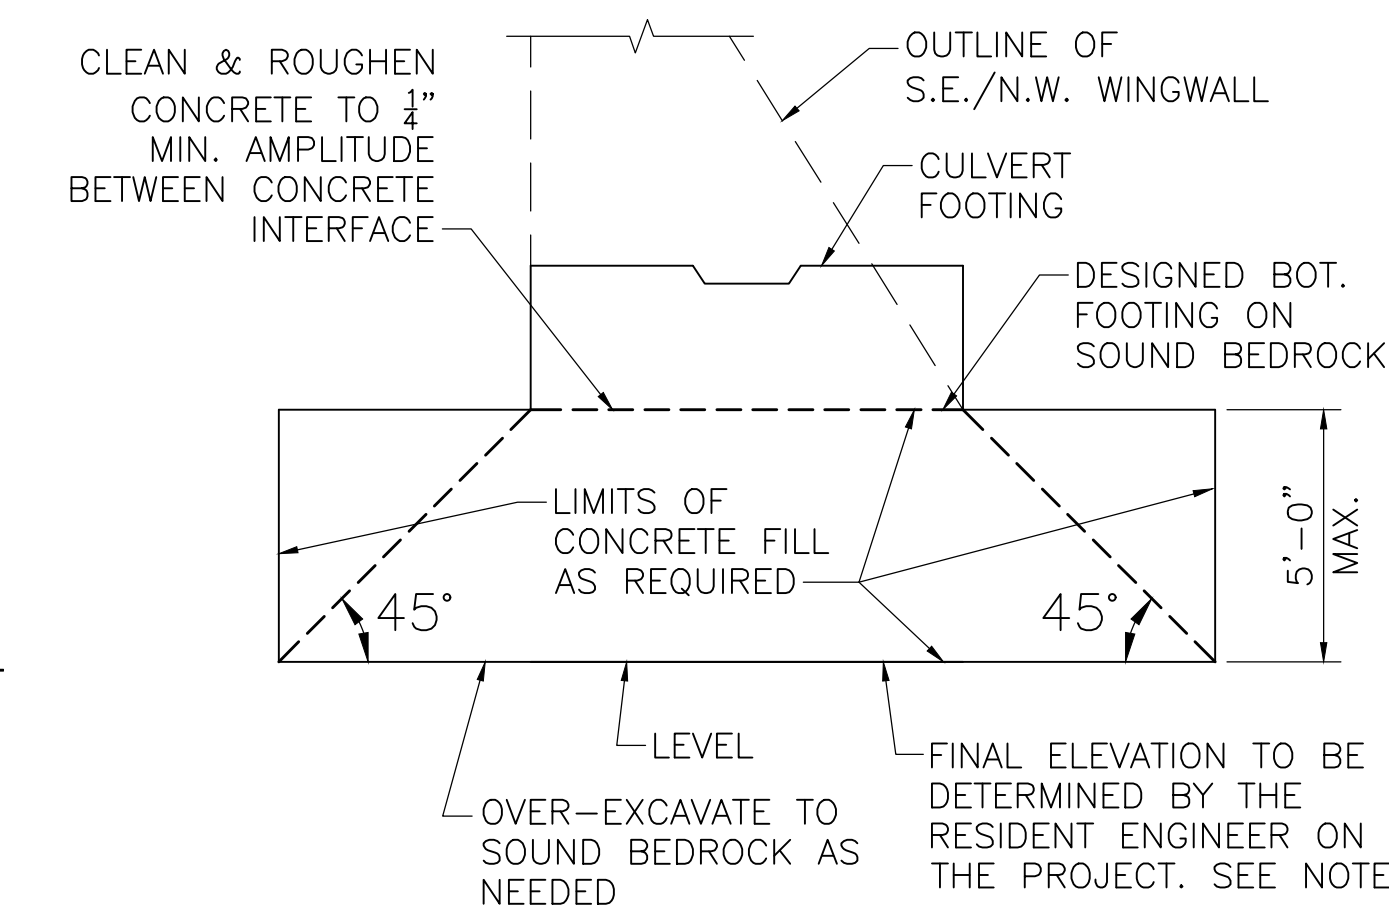 CLEAN & ROUGHEN
CONCRETE TO 1/4"
MIN. AMPLITUDE
BETWEEN CONCRETE
INTERFACE
OUTLINE OF
S.E./N.W. WINGWALL
CULVERT
FOOTING
DESIGNED BOT.
FOOTING ON
SOUND BEDROCK
LIMITS OF
CONCRETE FILL
AS REQUIRED
45°
45°
5'-0"
MAX.
LEVEL
OVER-EXCAVATE TO
SOUND BEDROCK AS
NEEDED
FINAL ELEVATION TO BE
DETERMINED BY THE
RESIDENT ENGINEER ON
THE PROJECT. SEE NOTE